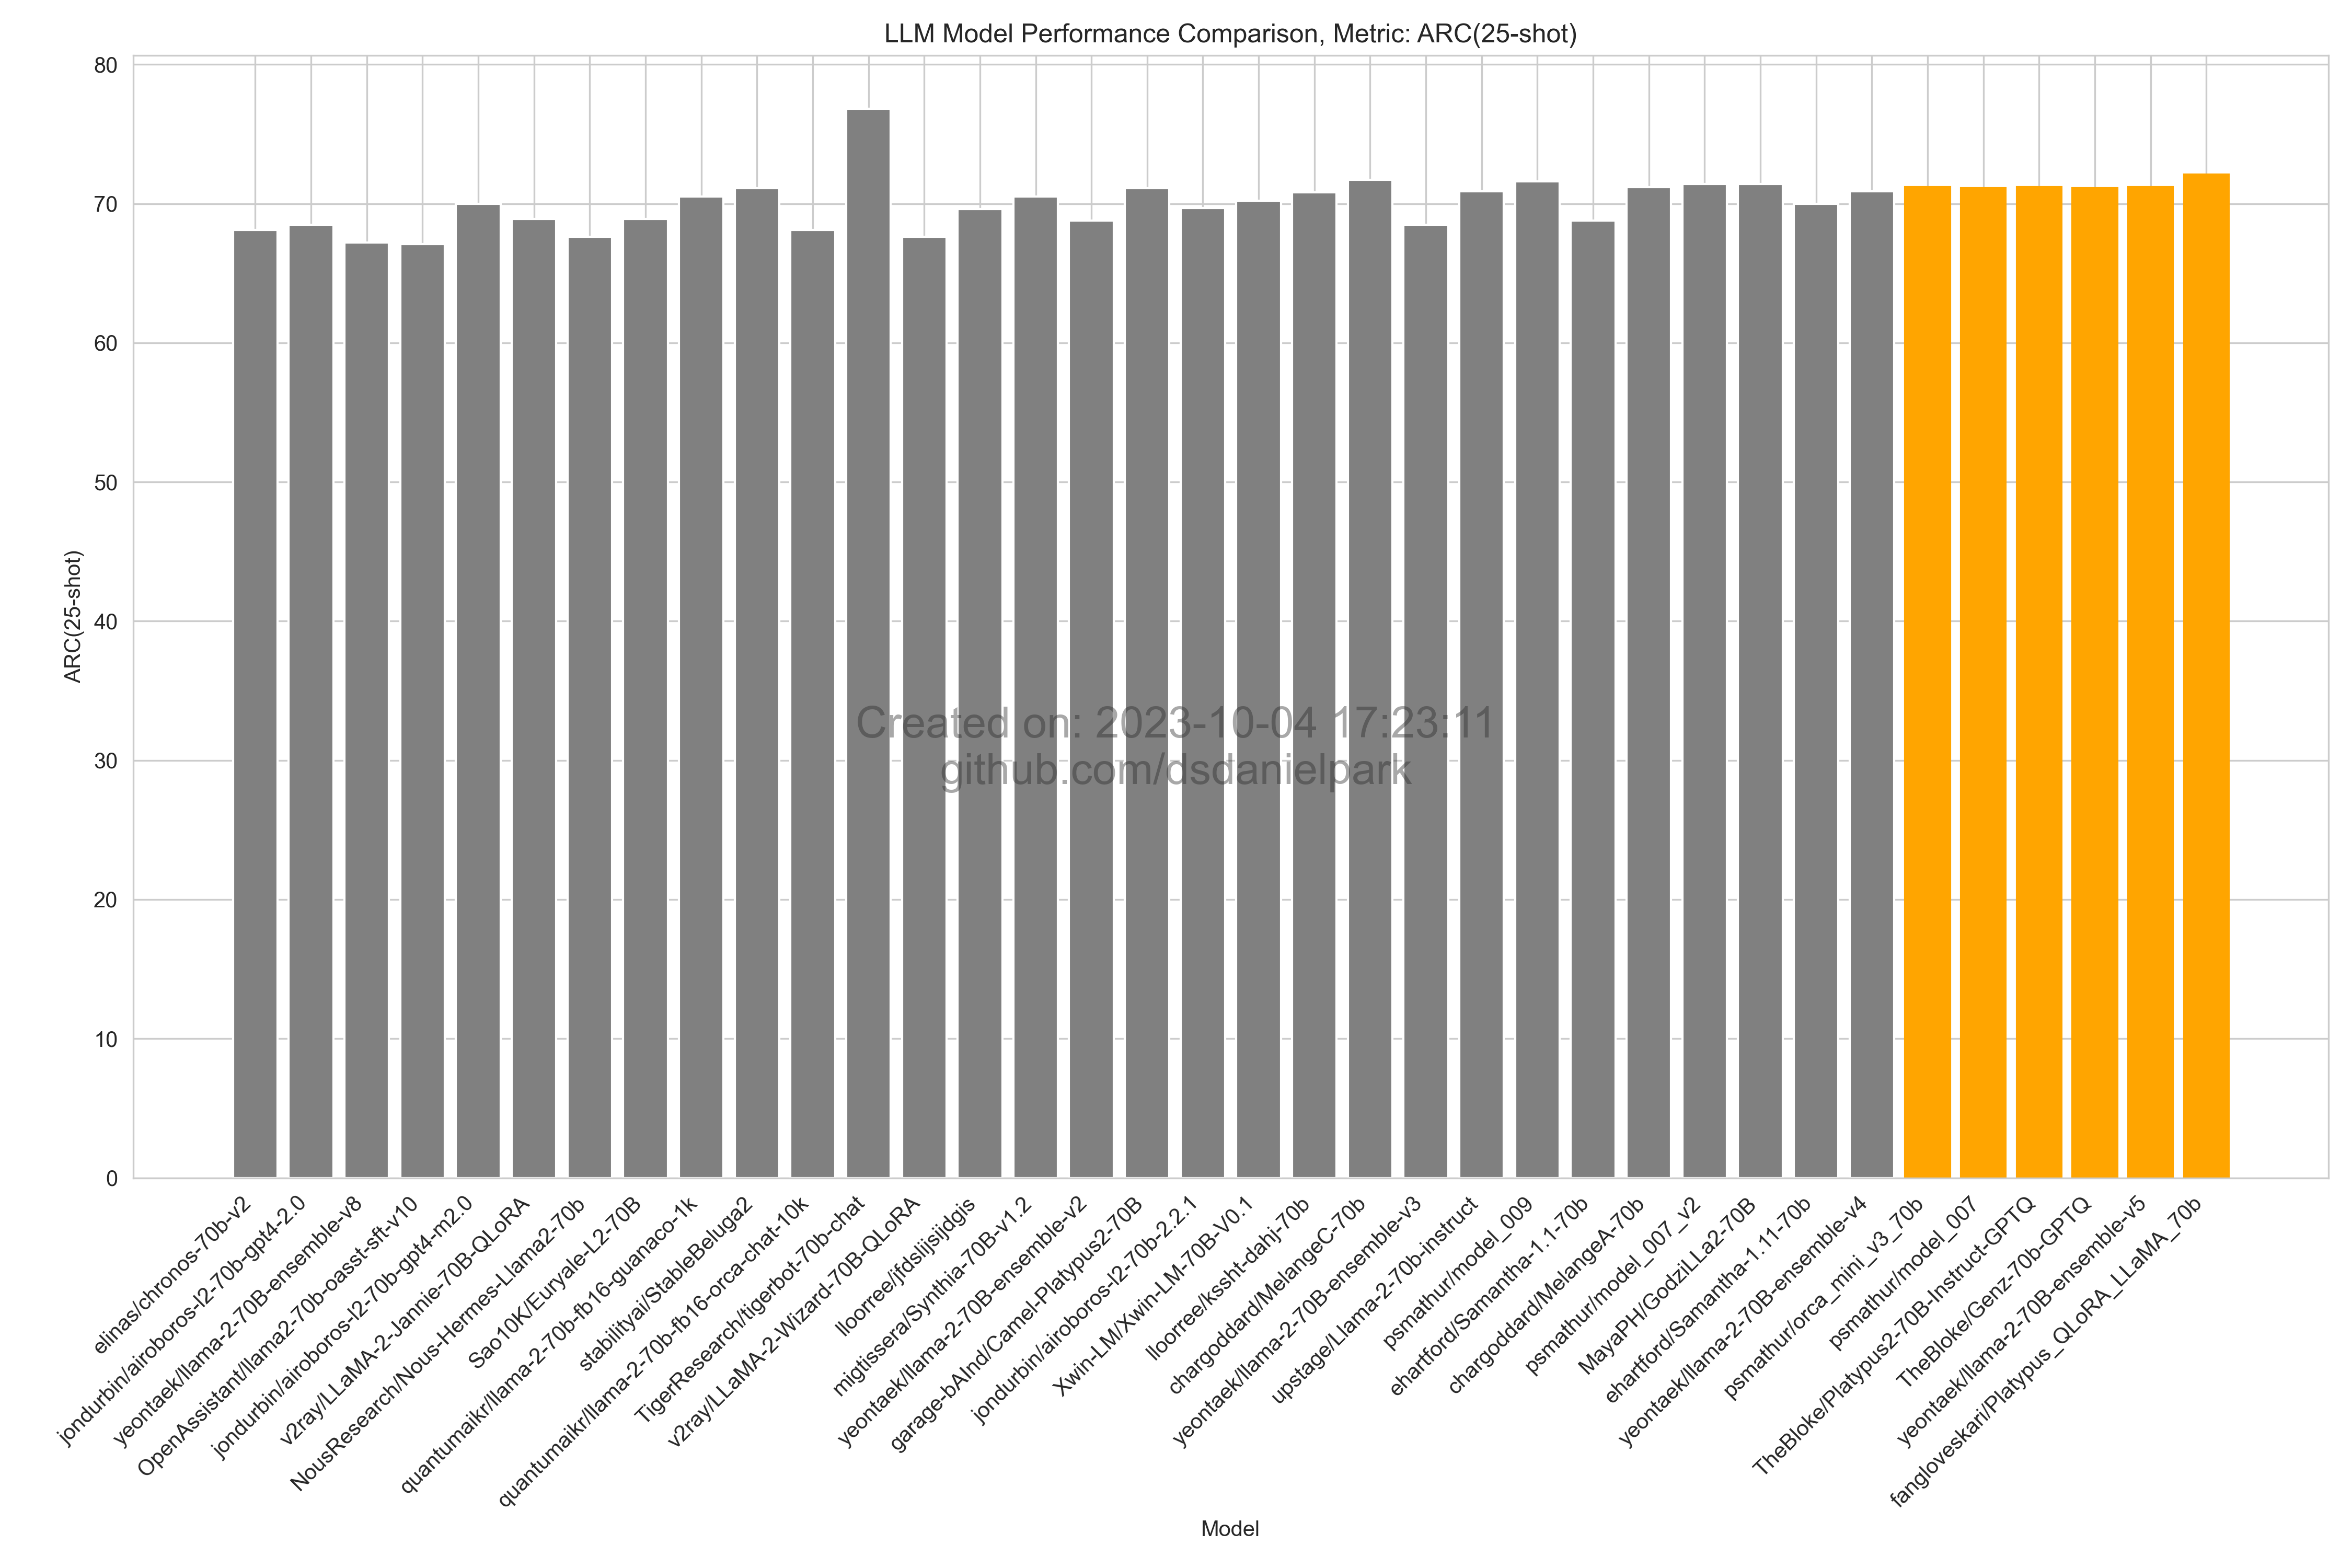 LLM Model Performance Comparison, Metric: ARC(25-shot)
80
70
60
50
40
30
20
10
0
ARC(25-shot)
Created on: 2023-10-04 17:23:11
github.com/dsdanielpark
elinas/chronos-70b-v2
jondurbin/airoboros-l2-70b-gpt4-2.0
yeontaek/llama-2-70B-ensemble-v8
OpenAssistant/llama2-70b-oasst-sft-v10
jondurbin/airoboros-l2-70b-gpt4-m2.0
v2ray/LLaMA-2-Jannie-70B-QLoRA
NousResearch/Nous-Hermes-Llama2-70b
Sao10K/Euryale-L2-70B
quantumaikr/llama-2-70b-fb16-guanaco-1k
stabilityai/StableBeluga2
quantumaikr/llama-2-70b-fb16-orca-chat-10k
TigerResearch/tigerbot-70b-chat
v2ray/LLaMA-2-Wizard-70B-QLoRA
lloorree/jfdslijsijdgis
migtissera/Synthia-70B-v1.2
yeontaek/llama-2-70B-ensemble-v2
garage-bAInd/Camel-Platypus2-70B
jondurbin/airoboros-l2-70b-2.2.1
Xwin-LM/Xwin-LM-70B-V0.1
lloorree/kssht-dahj-70b
chargoddard/MelangeC-70b
yeontaek/llama-2-70B-ensemble-v3
upstage/Llama-2-70b-instruct
psmathur/model_009
ehartford/Samantha-1.1-70b
chargoddard/MelangeA-70b
psmathur/model_007_v2
MayaPH/GodziLLa2-70B
ehartford/Samantha-1.11-70b
yeontaek/llama-2-70B-ensemble-v4
psmathur/orca_mini_v3_70b
psmathur/model_007
TheBloke/Platypus2-70B-Instruct-GPTQ
TheBloke/Genz-70b-GPTQ
yeontaek/llama-2-70B-ensemble-v5
fangloveskari/Platypus_QLoRA_LLaMA_70b
Model